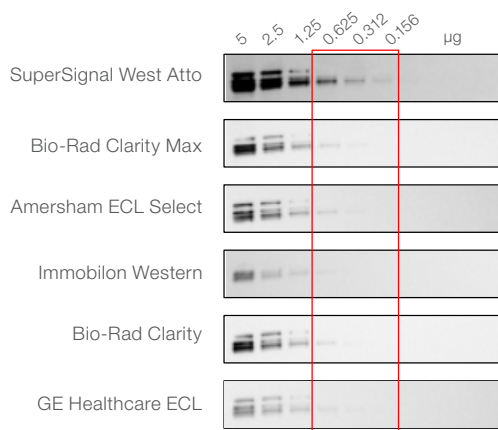 5 2.5 1.25 0.625 0.312 0.156 µg
SuperSignal West Atto
Bio-Rad Clarity Max
Amersham ECL Select
Immobilon Western
Bio-Rad Clarity
GE Healthcare ECL